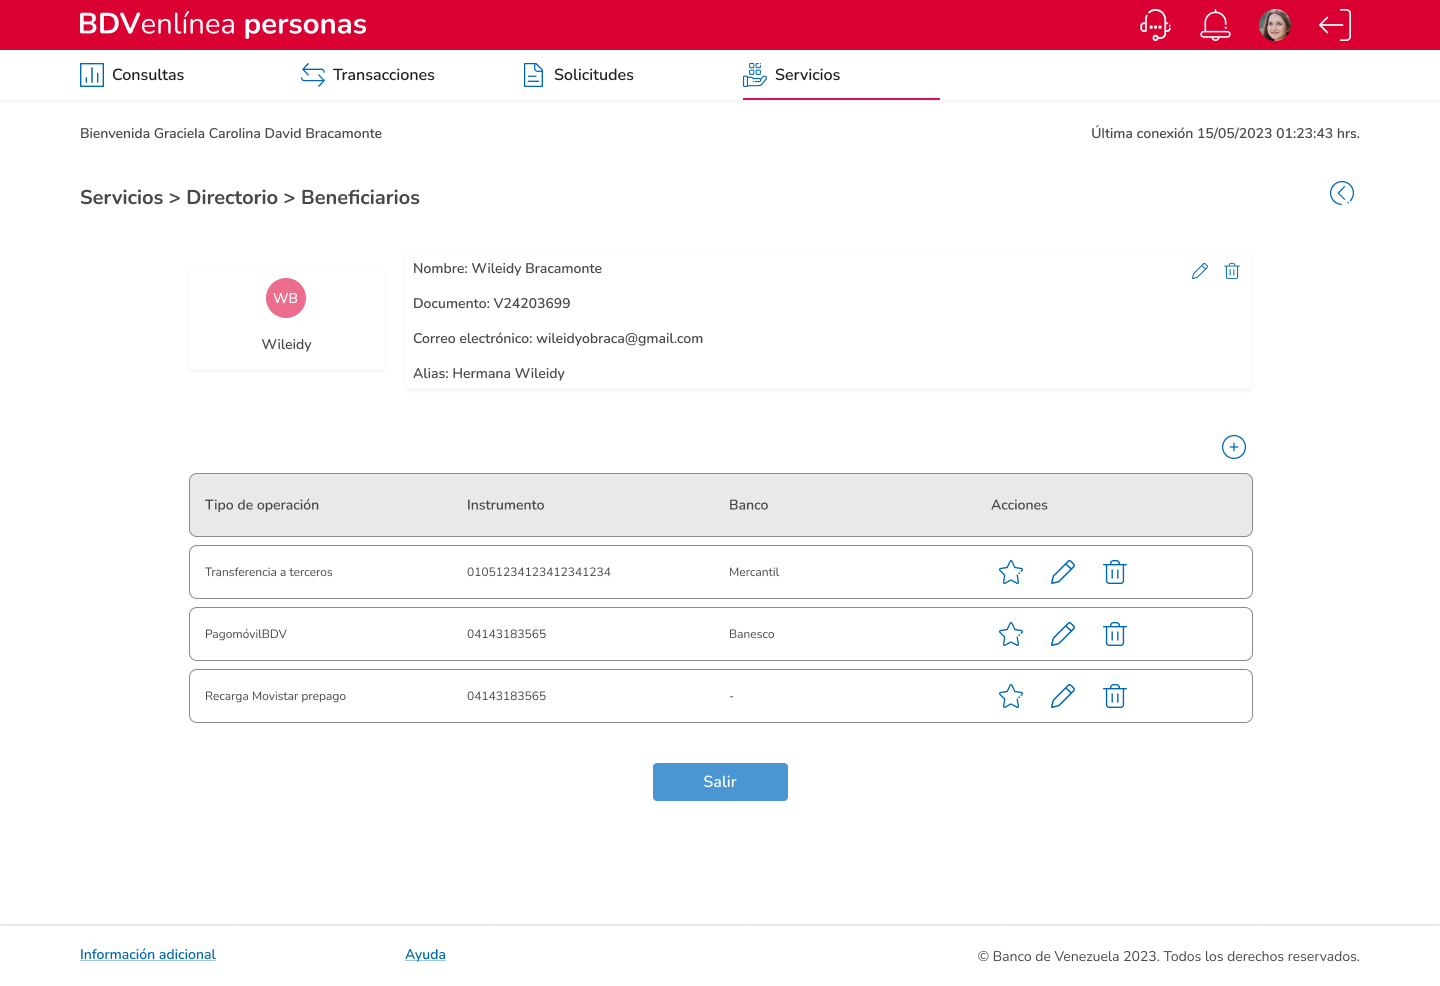 BDVenlínea personas
Consultas
Transacciones
Solicitudes
Servicios
Bienvenida Graciela Carolina David Bracamonte
Última conexión 15/05/2023 01:23:43 hrs.
Servicios > Directorio > Beneficiarios
WB
Wileidy
Nombre: Wileidy Bracamonte
Documento: V24203699
Correo electrónico: wileidyobraca@gmail.com
Alias: Hermana Wileidy
Tipo de operación Instrumento Banco Acciones
Transferencia a terceros 01051234123412341234 Mercantil
PagomóvilBDV 04143183565 Banesco
Recarga Movistar prepago 04143183565 -
Salir
Información adicional
Ayuda
© Banco de Venezuela 2023. Todos los derechos reservados.